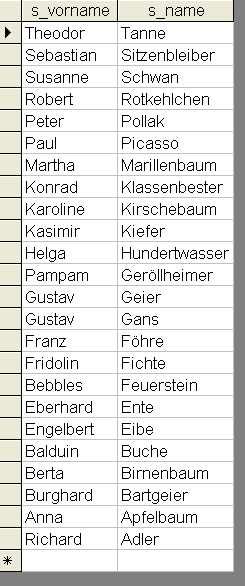 s_vorname s_name
Theodor Tanne
Sebastian Sitzenbleiber
Susanne Schwan
Robert Rotkehlchen
Peter Pollak
Paul Picasso
Martha Marillenbaum
Konrad Klassenbester
Karoline Kirschebaum
Kasimir Kiefer
Helga Hundertwasser
Pampam Geröllheimer
Gustav Geier
Gustav Gans
Franz Föhre
Fridolin Fichte
Bebbles Feuerstein
Eberhard Ente
Engelbert Eibe
Balduin Buche
Berta Birnenbaum
Burghard Bartgeier
Anna Apfelbaum
Richard Adler